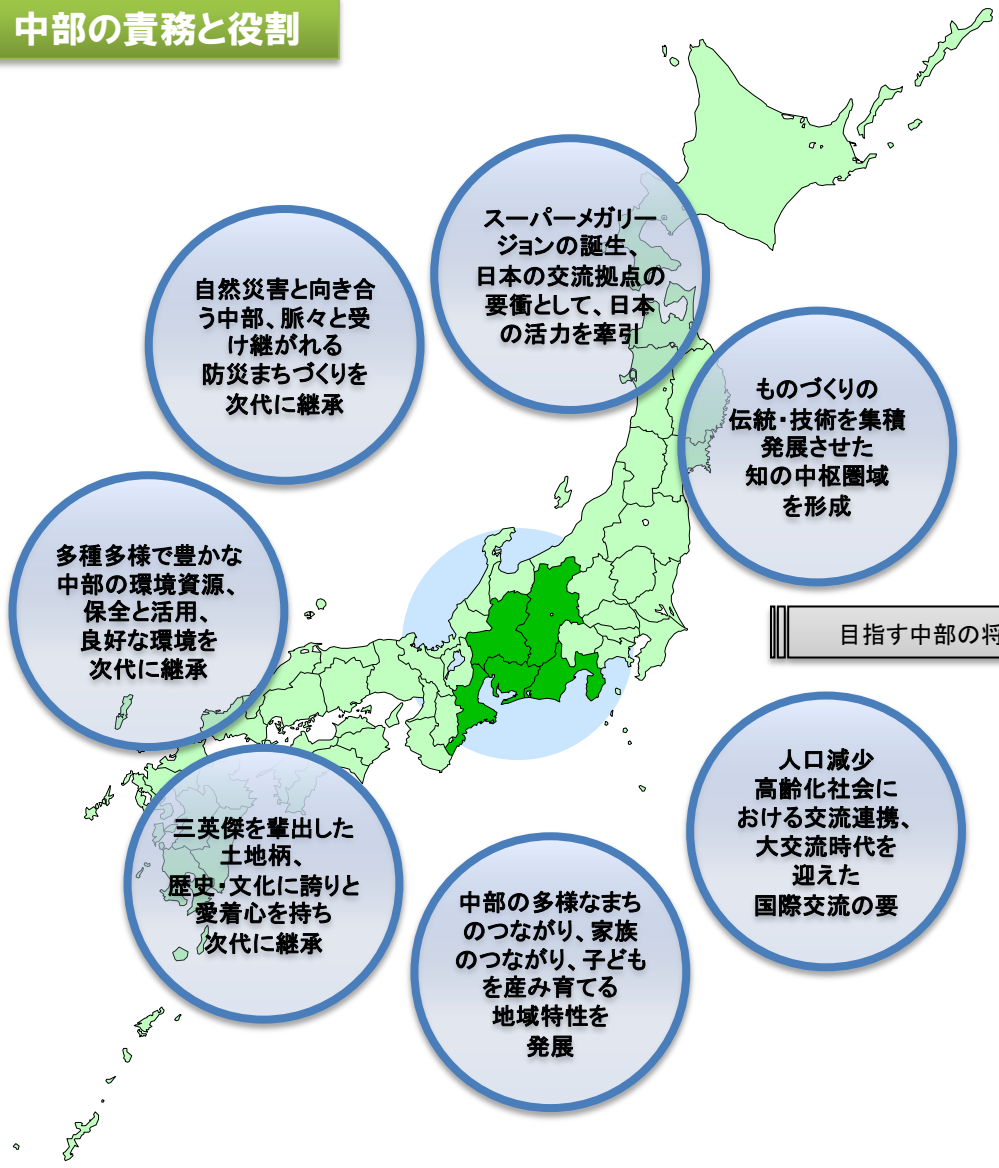 中部の責務と役割
スーパーメガリー
ジョンの誕生、
日本の交流拠点の
要衝として、日本
の活力を牽引
自然災害と向き合
う中部、脈々と受
け継がれる
防災まちづくりを
次代に継承
ものづくりの
伝統・技術を集積
発展させた
知の中枢圏域
を形成
多種多様で豊かな
中部の環境資源、
保全と活用、
良好な環境を
次代に継承
目指す中部の将
人口減少
高齢化社会に
おける交流連携、
大交流時代を
迎えた
国際交流の要
三英傑を輩出した
土地柄、
歴史・文化に誇りと
愛着心を持ち
次代に継承
中部の多様なまち
のつながり、家族
のつながり、子ども
を産み育てる
地域特性を
発展